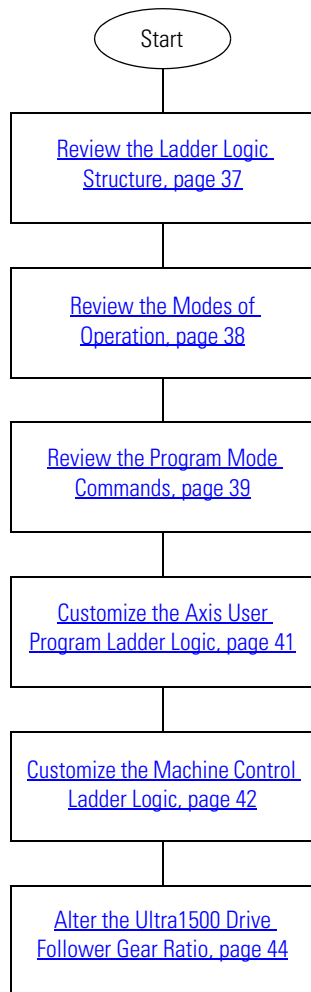 Start
Review the Ladder Logic
Structure, page 37
Review the Modes of
Operation, page 38
Review the Program Mode
Commands, page 39
Customize the Axis User
Program Ladder Logic, page 41
Customize the Machine Control
Ladder Logic, page 42
Alter the Ultra1500 Drive
Follower Gear Ratio, page 44